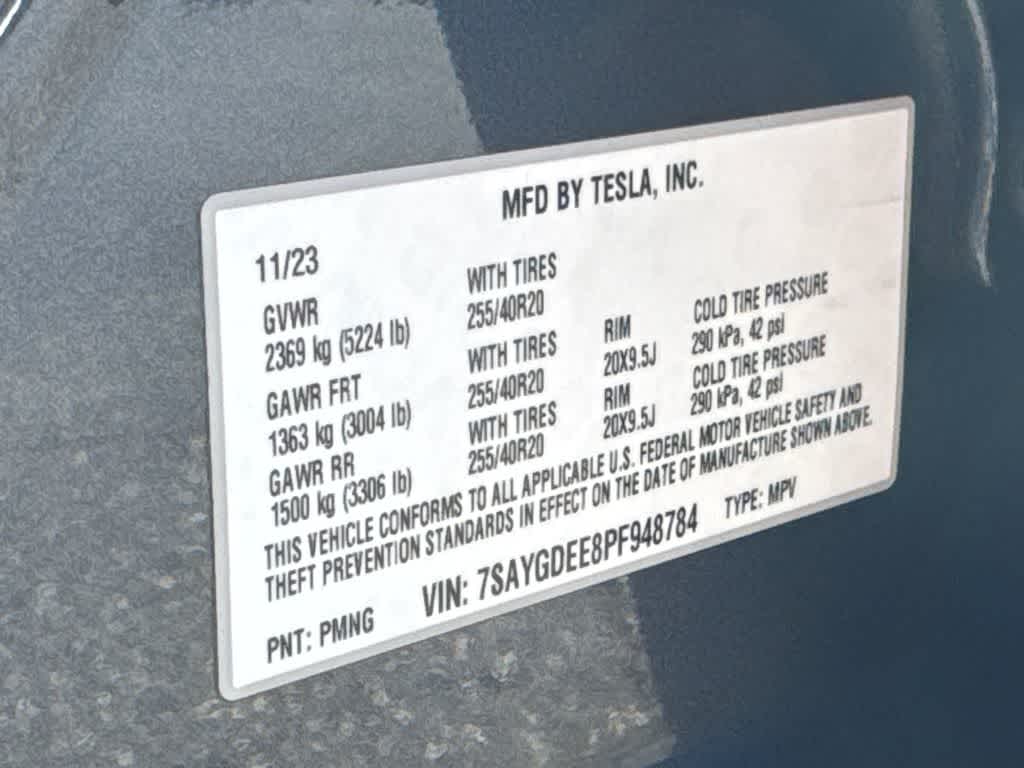 MFD BY TESLA, INC.
11/23
GVWR
2369 kg (5224 lb)
WITH TIRES
255/40R20
GAWR FRT
1363 kg (3004 lb)
WITH TIRES
255/40R20
RIM
20X9.5J
COLD TIRE PRESSURE
290 kPa, 42 psi
GAWR RR
1500 kg (3306 lb)
WITH TIRES
255/40R20
RIM
20X9.5J
COLD TIRE PRESSURE
290 kPa, 42 psi
THIS VEHICLE CONFORMS TO ALL APPLICABLE U.S. FEDERAL MOTOR VEHICLE SAFETY AND
THEFT PREVENTION STANDARDS IN EFFECT ON THE DATE OF MANUFACTURE SHOWN ABOVE.
PNT: PMNG VIN: 7SAYGDEE8PF948784 TYPE: MPV